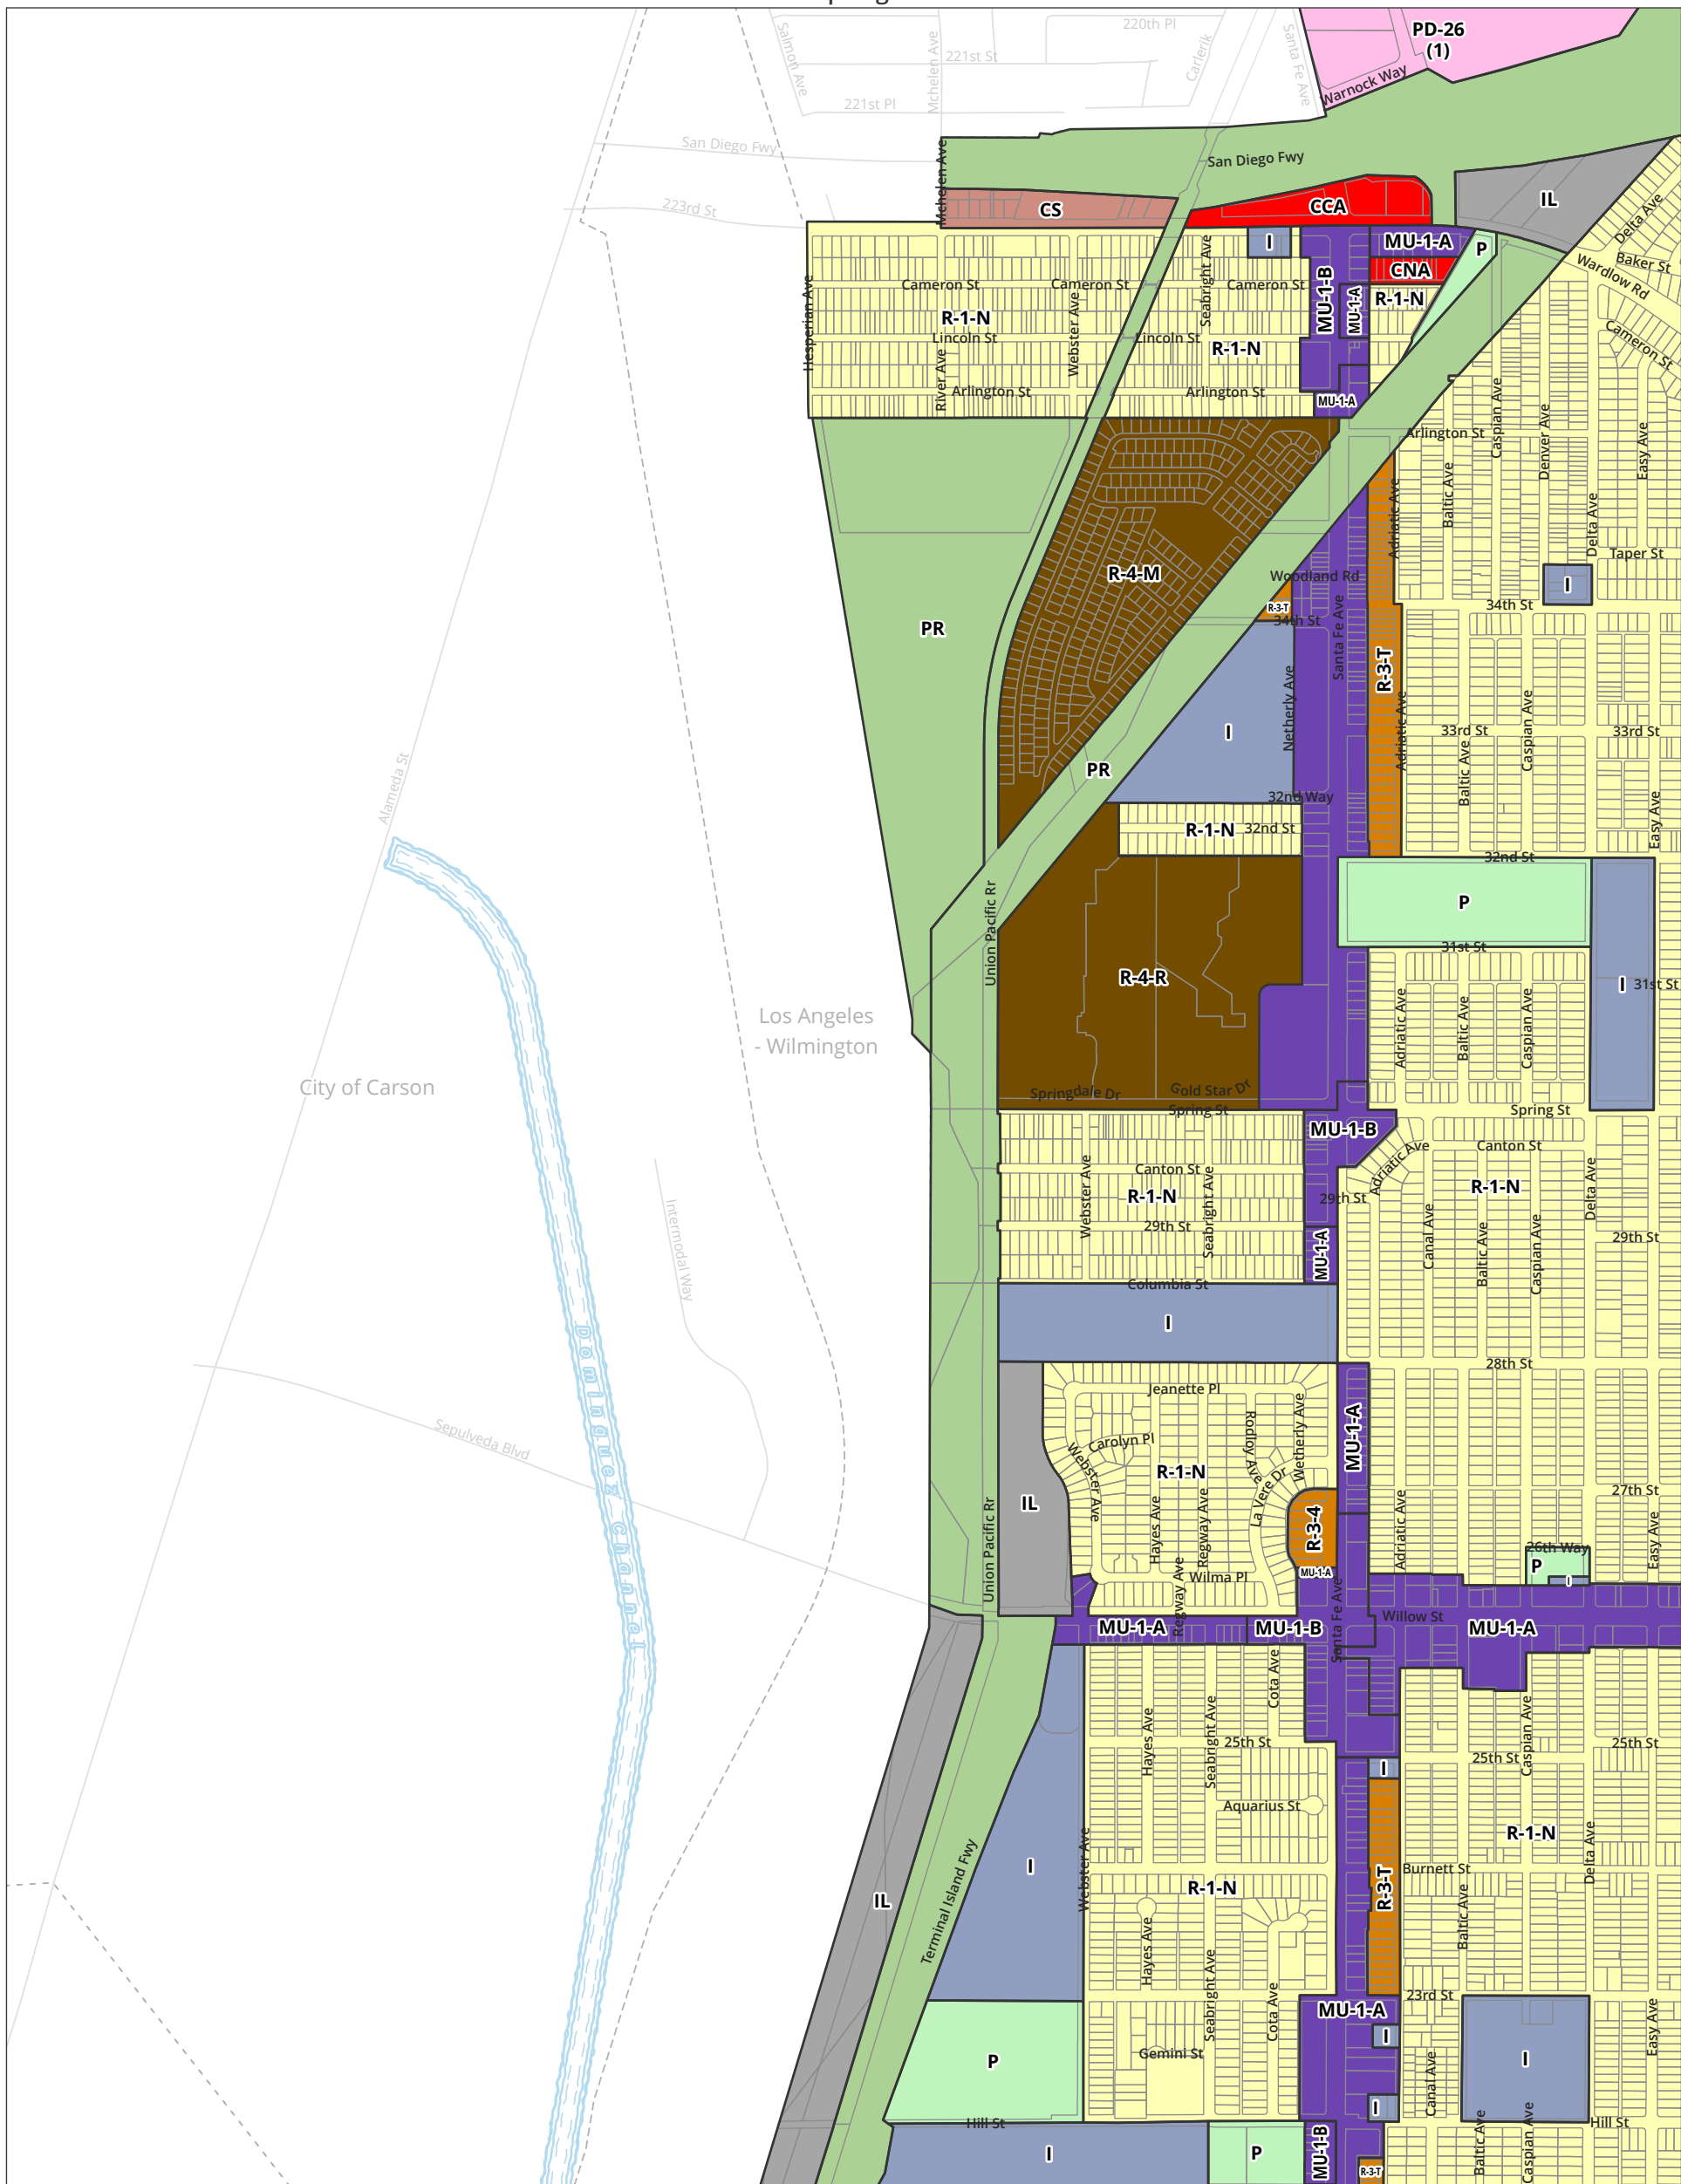 220th Pl
PD-26
(1)
Salmon Ave
Mchelen Ave
221st St
Carlerik
Santa Fe Ave
Warnock Way
221st Pl
San Diego Fwy
San Diego Fwy
Mchelen Ave
223rd St
CS
CCA
IL
Delta Ave
I
MU-1-A
P
Baker St
Wardlow Rd
CNA
Hesperian Ave
Cameron St
Cameron St
Seabright Ave
Cameron St
MU-1-B
MU-1-A
R-1-N
Webster Ave
R-1-N
Lincoln St
Lincoln St
R-1-N
Cameron St
River Ave
Arlington St
Arlington St
MU-1-A
Arlington St
Caspian Ave
Denver Ave
Easy Ave
Adriatic Ave
Baltic Ave
Delta Ave
Taper St
R-4-M
Woodland Rd
I
R-3-T
34th St
34th St
PR
Santa Fe Ave
R-3-T
Netherly Ave
I
Adriatic Ave
33rd St
Caspian Ave
33rd St
PR
Baltic Ave
Alameda St
32nd Way
R-1-N
32nd St
Easy Ave
32nd St
P
Union Pacific Rr
31st St
R-4-R
I
31st St
Los Angeles
- Wilmington
Adriatic Ave
Baltic Ave
Caspian Ave
City of Carson
Springdale Dr
Gold Star Dr
Spring St
Spring St
MU-1-B
Canton St
Adriatic Ave
Canton St
R-1-N
Webster Ave
Seabright Ave
29th St
R-1-N
Delta Ave
29th St
Intermodal Way
MU-1-A
Canal Ave
Baltic Ave
Caspian Ave
29th St
Columbia St
I
28th St
Dominguez Channel
Jeanette Pl
Rodloy Ave
Wetherly Ave
MU-1-A
Sepulveda Blvd
Carolyn Pl
Webster Ave
R-1-N
La Vere Dr
27th St
IL
Union Pacific Rr
Hayes Ave
Regway Ave
R-3-4
Adriatic Ave
Easy Ave
26th Way
P
I
MU-1-A
Wilma Pl
Regway Ave
Santa Fe Ave
MU-1-A
MU-1-B
Willow St
MU-1-A
Cota Ave
Hayes Ave
Seabright Ave
25th St
Caspian Ave
25th St
25th St
I
Aquarius St
R-1-N
Terminal Island Fwy
I
Webster Ave
R-1-N
R-3-T
Burnett St
Delta Ave
IL
Baltic Ave
Hayes Ave
Seabright Ave
Cota Ave
23rd St
MU-1-A
I
Easy Ave
P
Gemini St
I
Canal Ave
I
Hill St
Hill St
I
P
MU-1-B
R-3-T
Baltic Ave
Caspian Ave